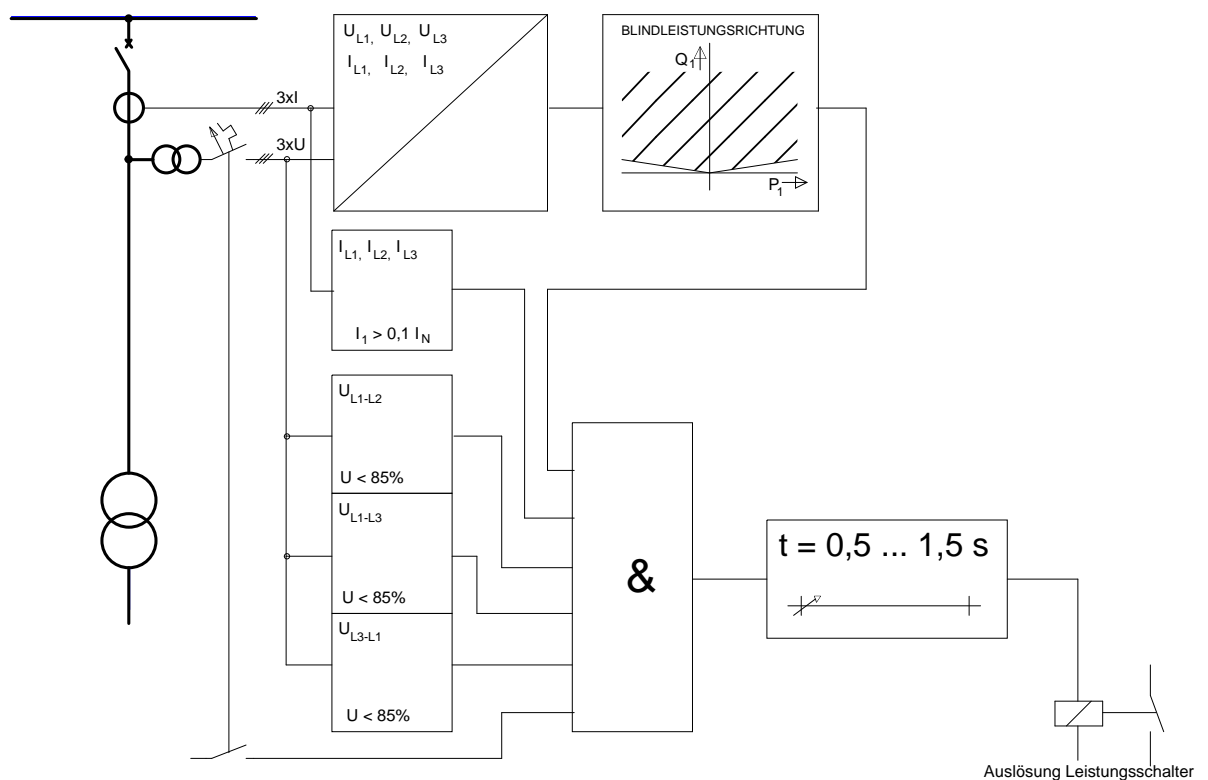 U L1, U L2, U L3
I L1, I L2, I L3
BLINDLEISTUNGSRICHTUNG
Q1
P1
3xI
3xU
I L1, I L2, I L3
I1 > 0,1 IN
U L1-L2
U < 85%
U L1-L3
U < 85%
U L3-L1
U < 85%
&
t = 0,5 ... 1,5 s
Auslösung Leistungsschalter